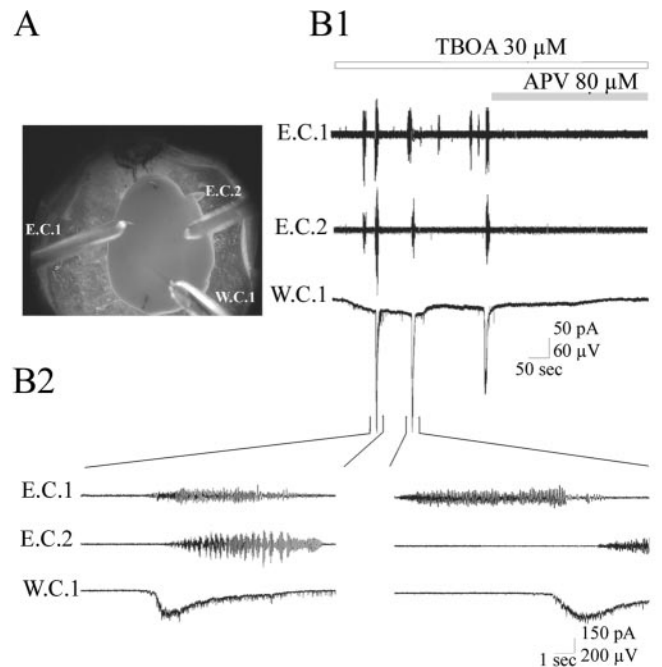 A
B1
TBOA 30 µM
APV 80 µM
E.C.1
E.C.2
W.C.1
E.C.1
E.C.2
W.C.1
50 pA
60 µV
50 sec
B2
E.C.1
E.C.2
W.C.1
150 pA
1 sec 200 µV